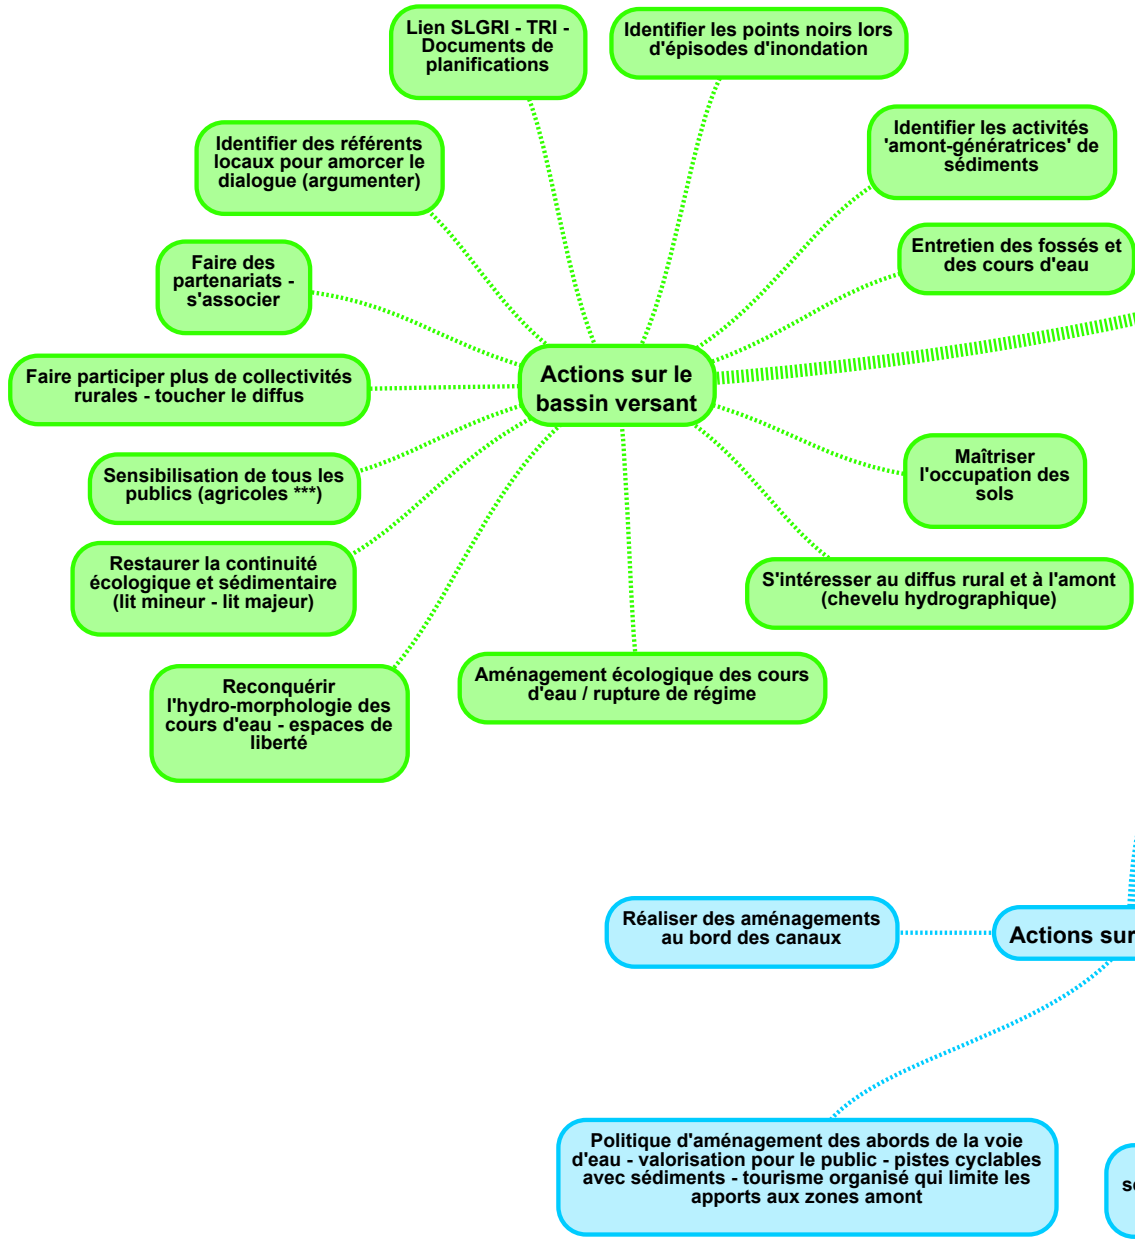 Lien SLGRI - TRI -
Documents de
planifications
Identifier les points noirs lors
d'épisodes d'inondation
Identifier des référents
locaux pour amorcer le
dialogue (argumenter)
Identifier les activités
'amont-génératrices' de
sédiments
Faire des
partenariats -
s'associer
Entretien des fossés et
des cours d'eau
Faire participer plus de collectivités
rurales - toucher le diffus
Actions sur le
bassin versant
Sensibilisation de tous les
publics (agricoles ***)
Maîtriser
l'occupation des
sols
Restaurer la continuité
écologique et sédimentaire
(lit mineur - lit majeur)
S'intéresser au diffus rural et à l'amont
(chevelu hydrographique)
Reconquérir
l'hydro-morphologie des
cours d'eau - espaces de
liberté
Aménagement écologique des cours
d'eau / rupture de régime
Réaliser des aménagements
au bord des canaux
Actions sur
Politique d'aménagement des abords de la voie
d'eau - valorisation pour le public - pistes cyclables
avec sédiments - tourisme organisé qui limite les
apports aux zones amont